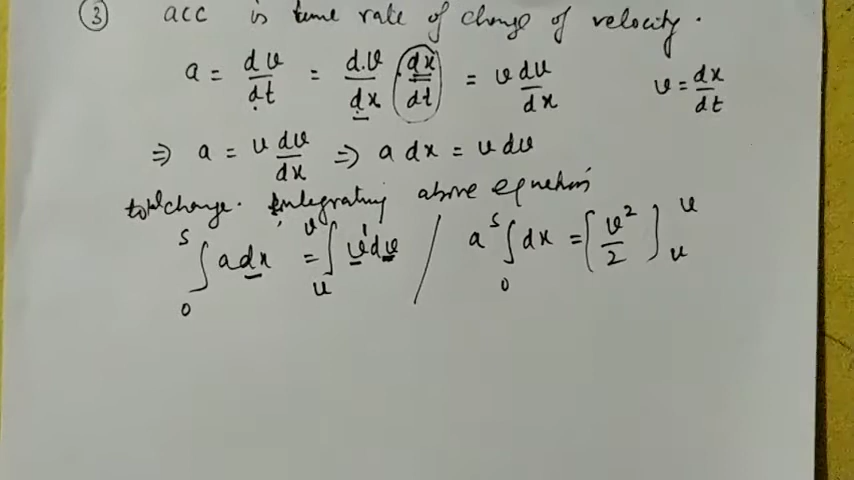 ③ acc is time rate of change of velocity.
a = dv/dt = d.v/dx (dx/dt) = v dv/dx v = dx/dt
⇒ a = v dv/dx ⇒ a dx = v dv
total change. Integrating above equation
∫₀ˢ a dx = ∫ᵤᵛ v¹ dv / a ∫₀ˢ dx = [v²/2]ᵤᵛ